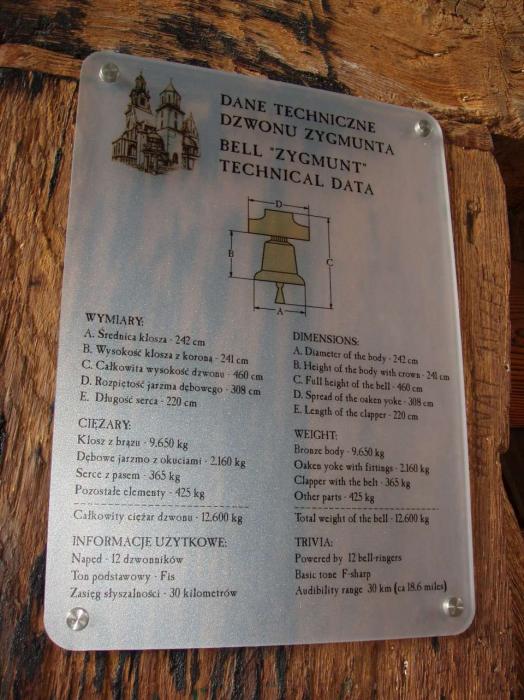 DANE TECHNICZNE
DZWONU ZYGMUNTA
BELL "ZYGMUNT"
TECHNICAL DATA
D
B
C
A
WYMIARY:
A. Średnica klosza - 242 cm
B. Wysokość klosza z koroną - 241 cm
C. Całkowita wysokość dzwonu - 460 cm
D. Rozpiętość jarzma dębowego - 308 cm
E. Długość serca - 220 cm
CIĘŻARY:
Klosz z brązu - 9.650 kg
Dębowe jarzmo z okuciami - 2.160 kg
Serce z pasem - 365 kg
Pozostałe elementy - 425 kg
Całkowity ciężar dzwonu - 12.600 kg
INFORMACJE UŻYTKOWE:
Napęd - 12 dzwonników
Ton podstawowy - Fis
Zasięg słyszalności - 30 kilometrów
DIMENSIONS:
A. Diameter of the body - 242 cm
B. Height of the body with crown - 241 cm
C. Full height of the bell - 460 cm
D. Spread of the oaken yoke - 308 cm
E. Length of the clapper - 220 cm
WEIGHT:
Bronze body - 9.650 kg
Oaken yoke with fittings - 2.160 kg
Clapper with the belt - 365 kg
Other parts - 425 kg
Total weight of the bell - 12.600 kg
TRIVIA:
Powered by 12 bell-ringers
Basic tone F-sharp
Audibility range 30 km (ca 18.6 miles)